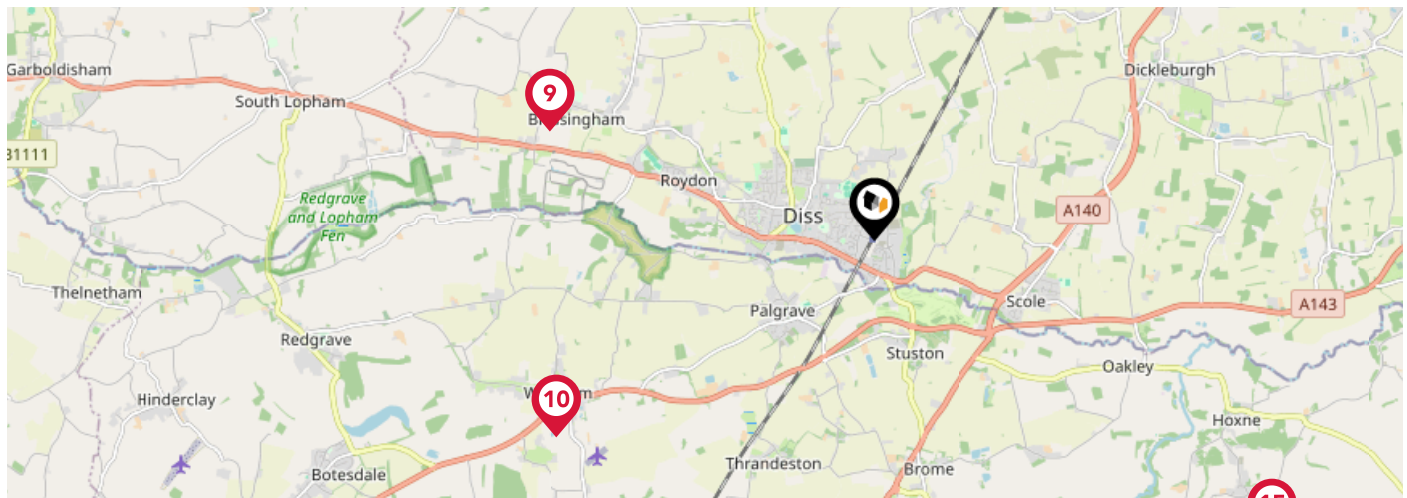 Garboldisham
Dickleburgh
9
South Lopham
31111
Roydon
Redgrave
and Lopham
Fen
Diss
A140
Thelnetham
Palgrave
Scole
A143
Redgrave
Stuston
Oakley
Hinderclay
10
Hoxne
Botesdale
Thrandeston
Brome